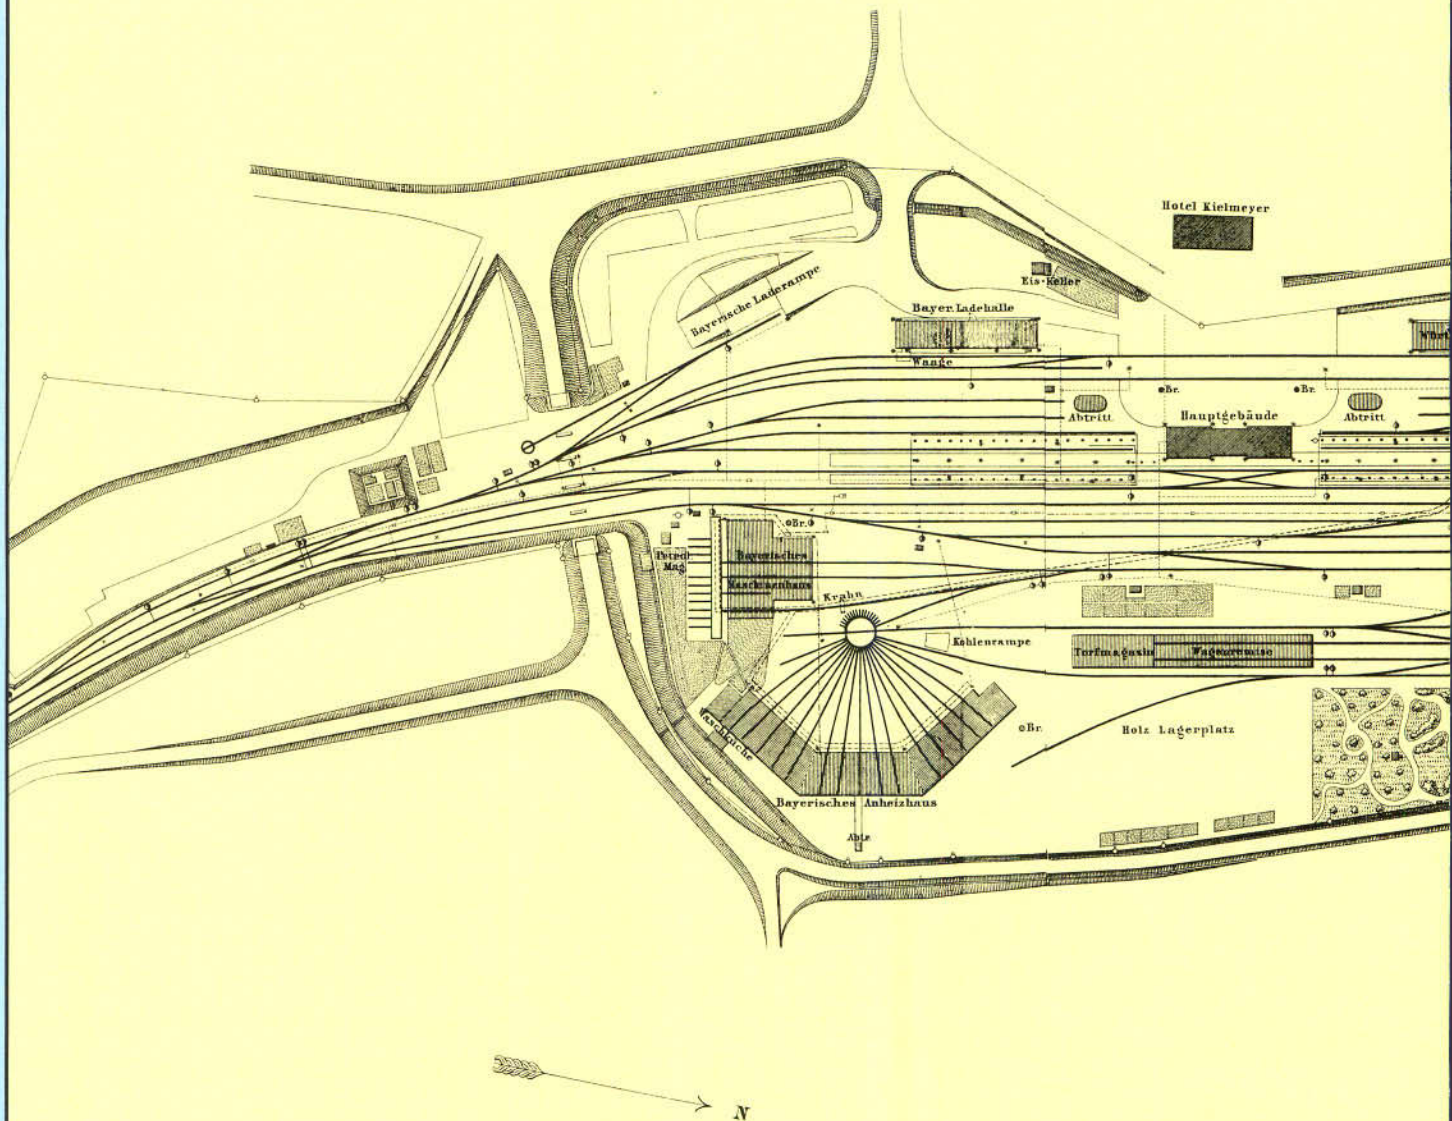 Hotel Kielmeyer
Eis-Keller
Bayerische Laderampe
Bayer. Ladehalle
Würt
Waage
Br.
Br.
Abtritt
Hauptgebäude
Abtritt
Br.
Petrol.
Mag.
Bayerisches
Maschinenhaus
Krahn
Kohlenrampe
Torfmagazin
Wagenremise
Waschküche
Br.
Holz Lagerplatz
Bayerisches Anheizhaus
Abtr.
N